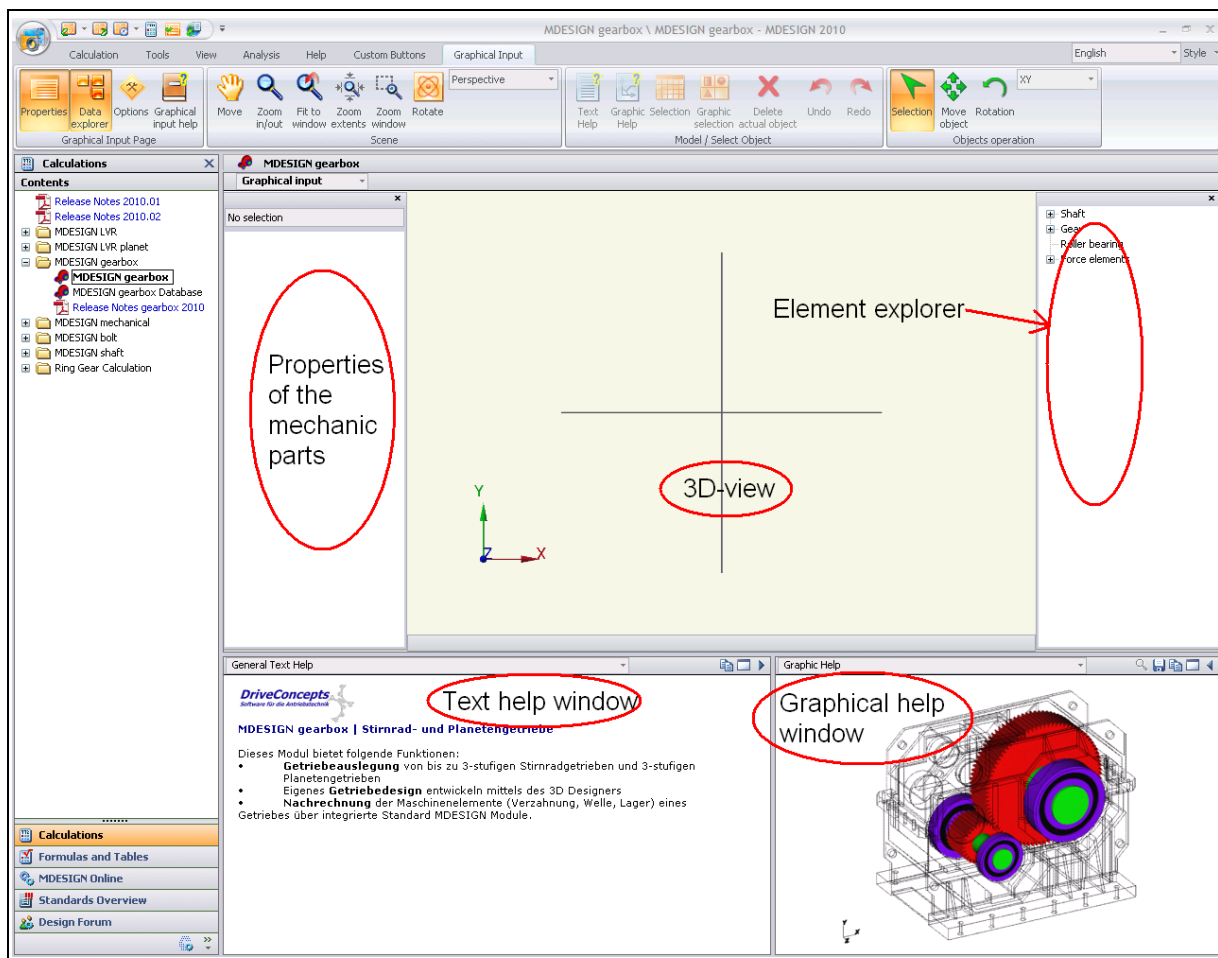 MDESIGN gearbox \ MDESIGN gearbox - MDESIGN 2010
Calculation Tools View Analysis Help Custom Buttons Graphical Input
English Style
Properties
Data explorer
Options
Graphical input help
Graphical Input Page
Move
Zoom in/out
Fit to window
Zoom extents
Zoom window
Rotate
Perspective
Scene
Text Help
Graphic Help
Selection
Graphic selection
Delete actual object
Undo
Redo
Model / Select Object
Selection
Move object
Rotation
XY
Objects operation
Calculations
Contents
Release Notes 2010.01
Release Notes 2010.02
MDESIGN LVR
MDESIGN LVR planet
MDESIGN gearbox
MDESIGN gearbox
MDESIGN gearbox Database
Release Notes gearbox 2010
MDESIGN mechanical
MDESIGN bolt
MDESIGN shaft
Ring Gear Calculation
Calculations
Formulas and Tables
MDESIGN Online
Standards Overview
Design Forum
MDESIGN gearbox
Graphical input
No selection
Properties
of the
mechanic
parts
3D-view
Y
Z
X
Element explorer
Shaft
Gear
Roller bearing
Force elements
General Text Help
DriveConcepts
Software für die Antriebstechnik
Text help window
MDESIGN gearbox | Stirnrad- und Planetengetriebe
Dieses Modul bietet folgende Funktionen:
• Getriebeauslegung von bis zu 3-stufigen Stirnradgetrieben und 3-stufigen
Planetengetrieben
• Eigenes Getriebedesign entwickeln mittels des 3D Designers
• Nachrechnung der Maschinenelemente (Verzahnung, Welle, Lager) eines
Getriebes über integrierte Standard MDESIGN Module.
Graphic Help
Graphical help
window
Y
X
Z